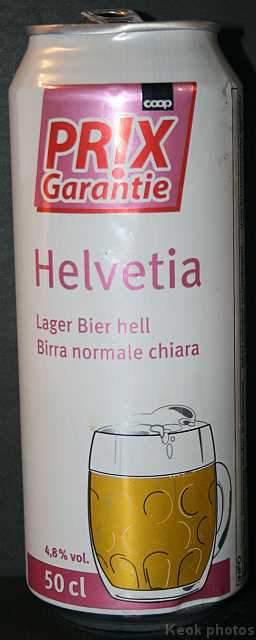 coop
PR!X
Garantie
Helvetia
Lager Bier hell
Birra normale chiara
4,8% vol.
50 cl
Keok photos